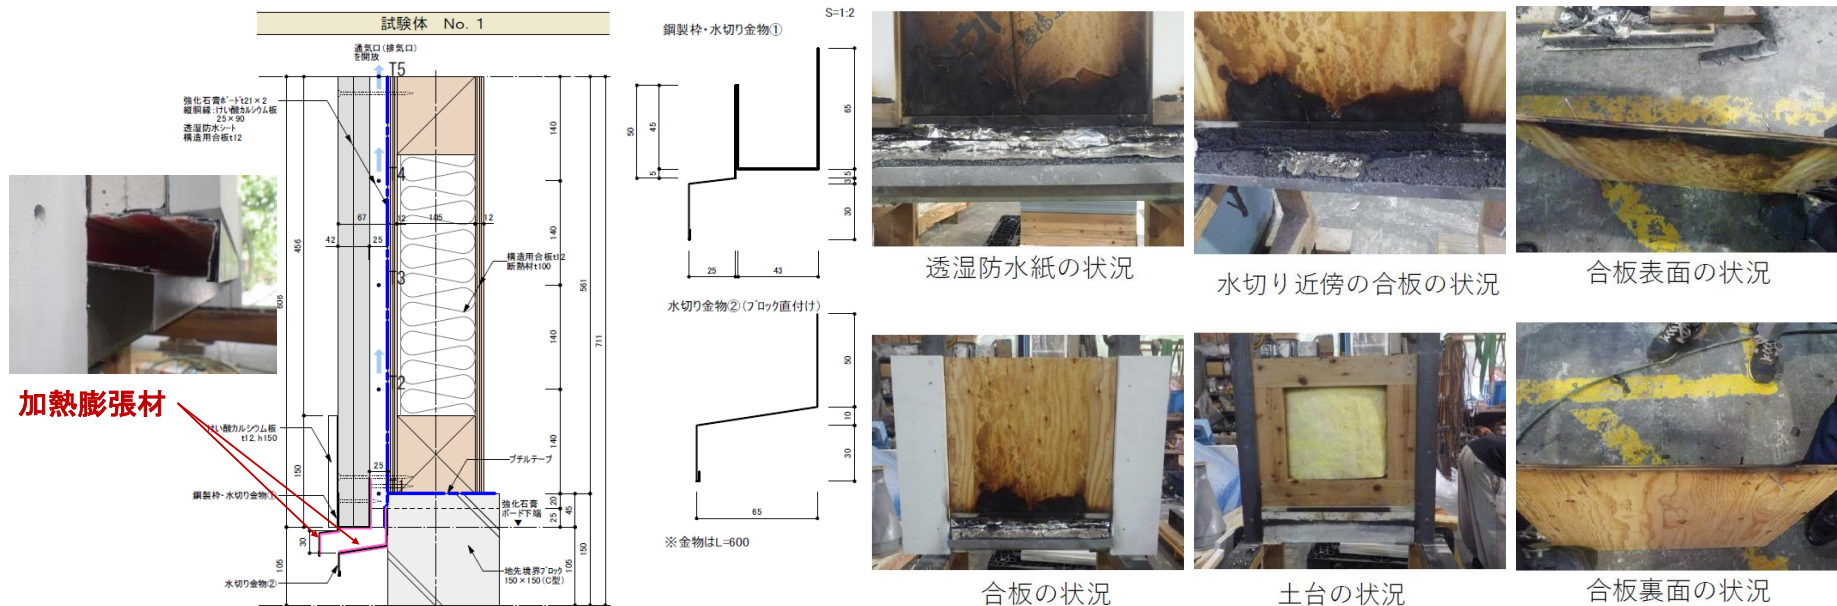 試験体　No. 1
通気口(排気口)
を開放
T5
強化石膏ボードt21×2
縦胴縁:けい酸カルシウム板
25×90
透湿防水シート
構造用合板t12
140
T4
67
12
105
12
42
25
140
456
606
構造用合板t12
断熱材t100
T3
561
711
140
T2
加熱膨張材
けい酸カルシウム板
t12, h150
140
150
25
ブチルテープ
T1
鋼製枠・水切り金物①
強化石膏
ボード下端
20
25
45
30
150
105
105
水切り金物②
地先境界ブロック
150×150(C型)
S=1:2
鋼製枠・水切り金物①
50
45
65
5
3
5
30
25
43
水切り金物②(ブロック直付け)
50
10
30
65
※金物はL=600
透湿防水紙の状況
水切り近傍の合板の状況
合板表面の状況
合板の状況
土台の状況
合板裏面の状況